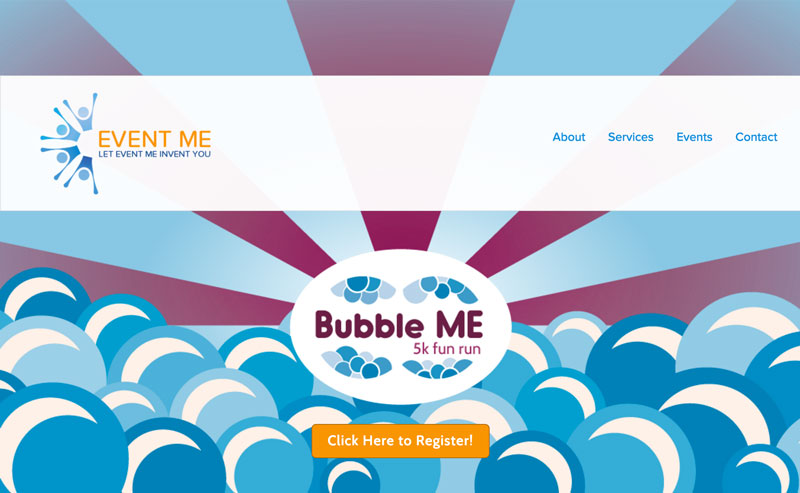 EVENT ME
LET EVENT ME INVENT YOU
About Services Events Contact
Bubble ME
5k fun run
Click Here to Register!